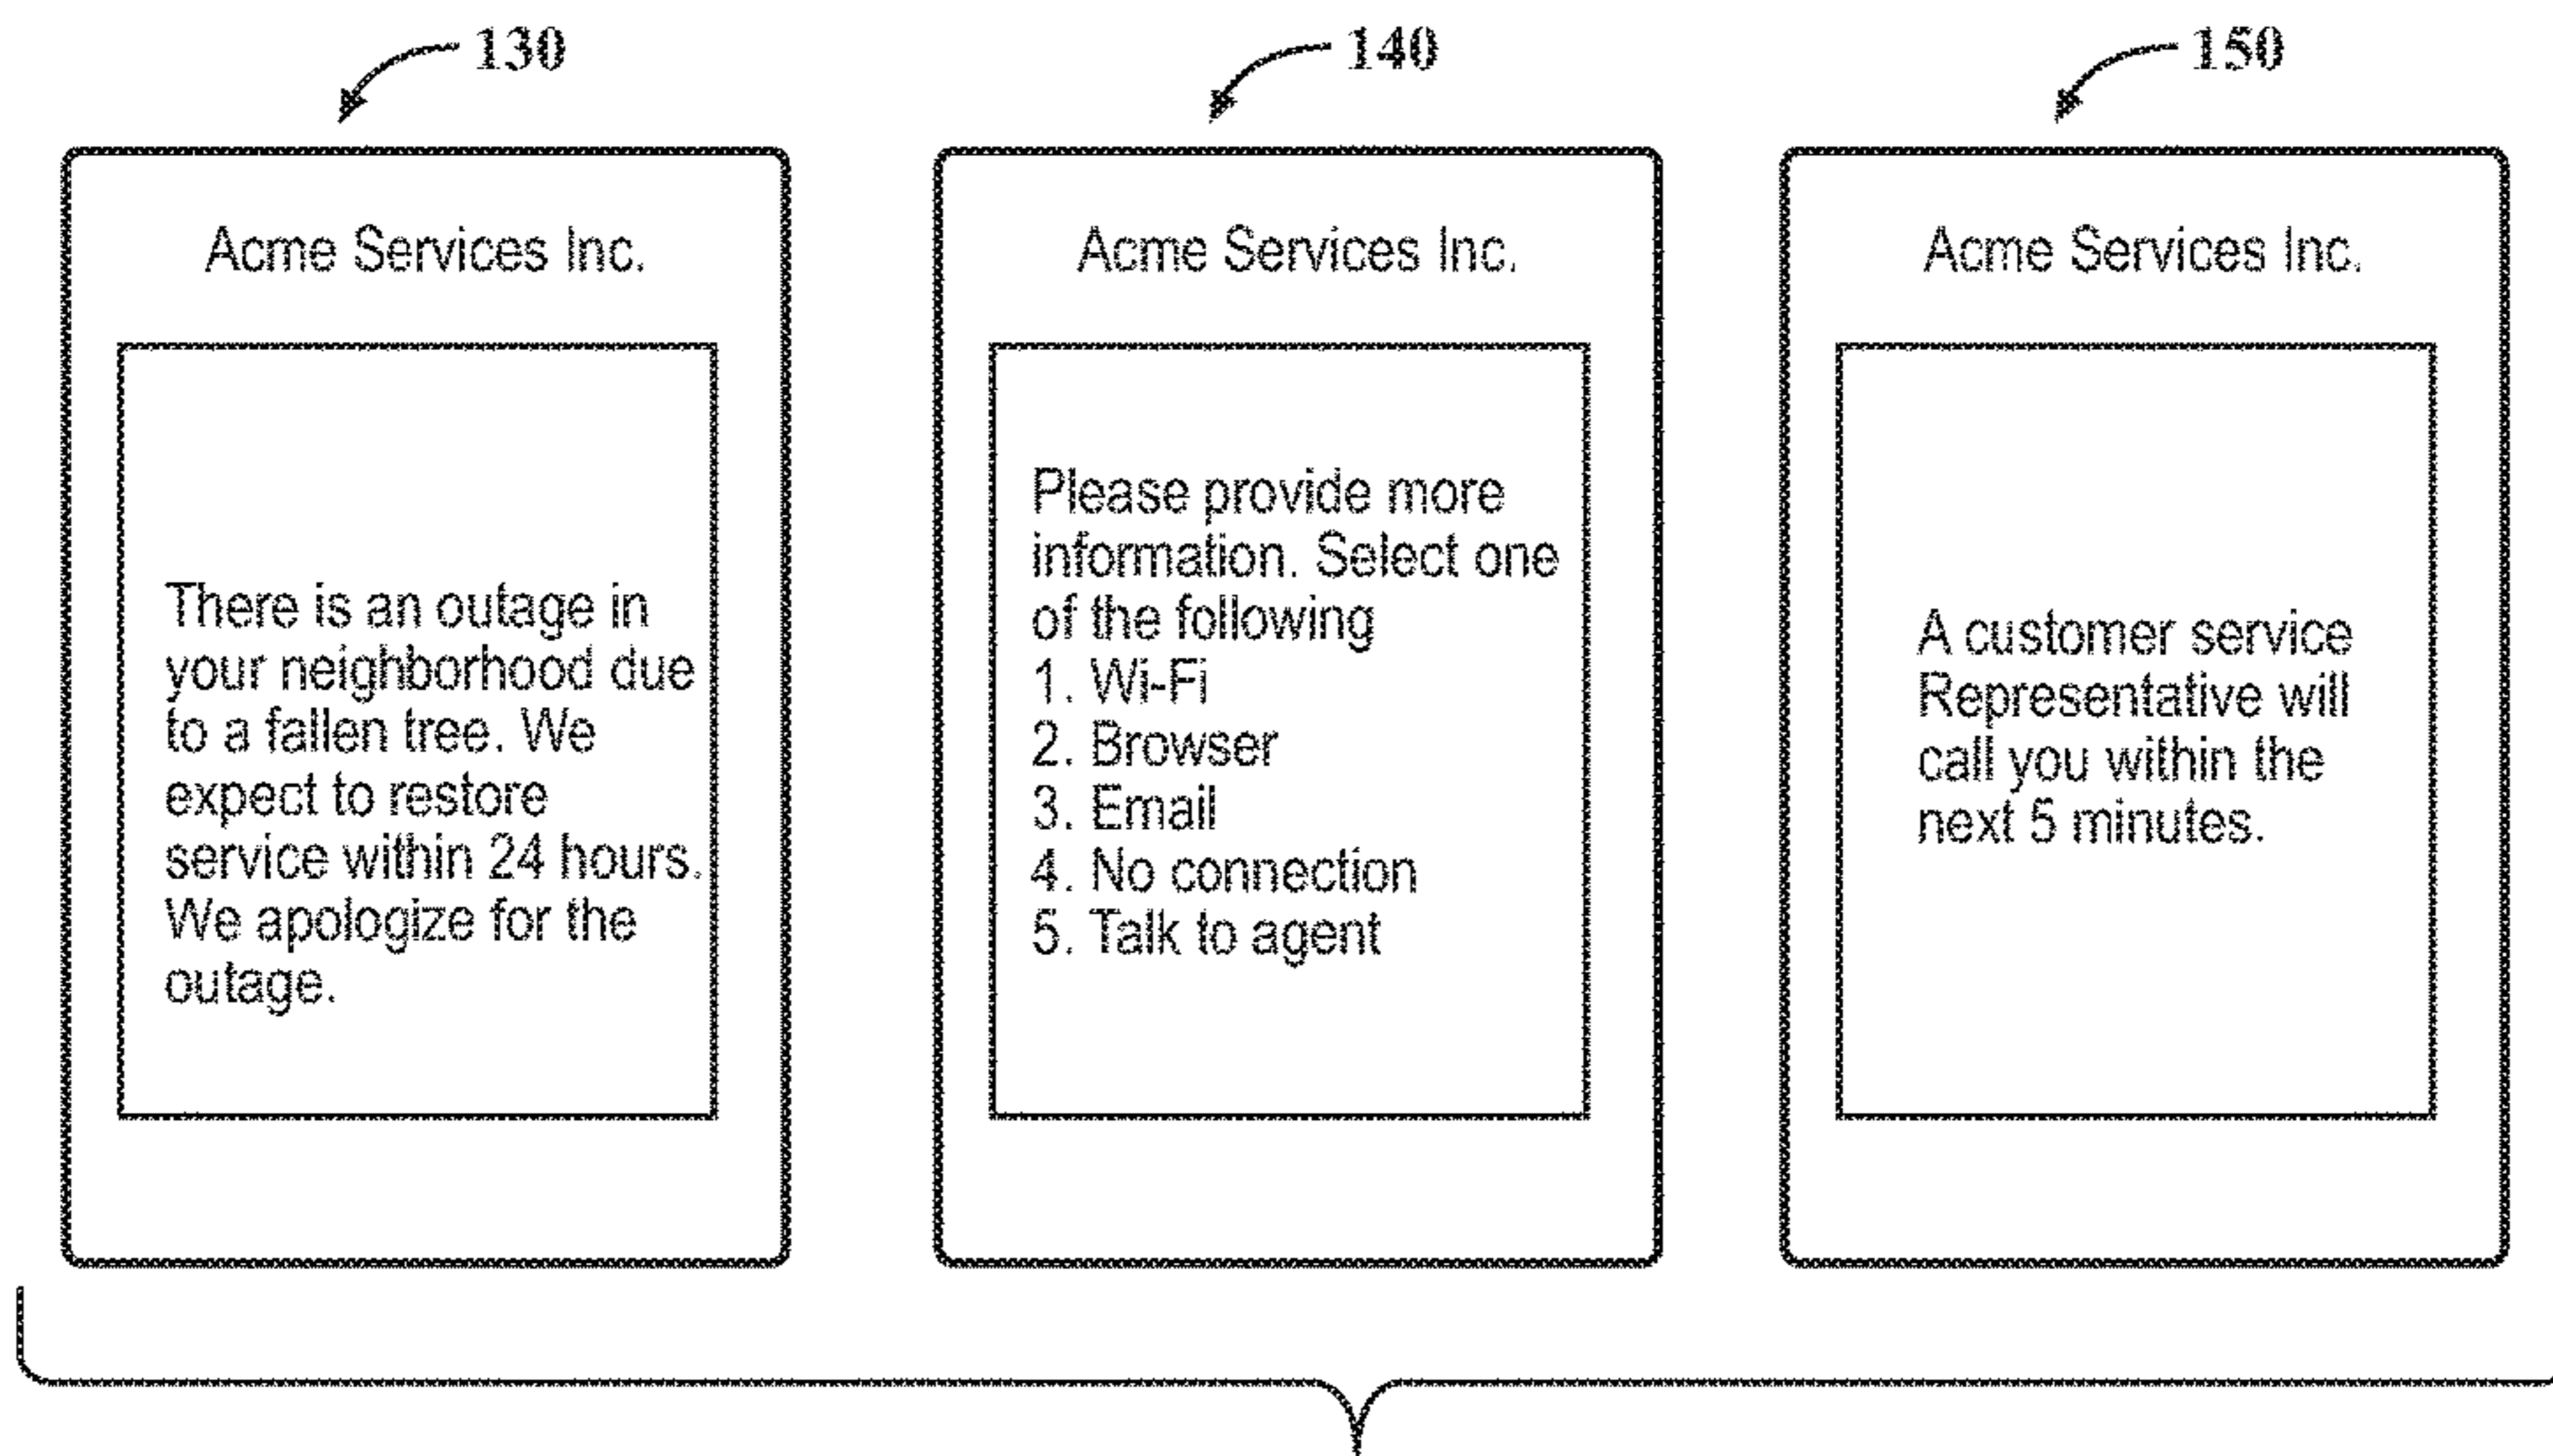 130
Acme Services Inc.
There is an outage in
your neighborhood due
to a fallen tree. We
expect to restore
service within 24 hours.
We apologize for the
outage.
140
Acme Services Inc.
Please provide more
information. Select one
of the following
1. Wi-Fi
2. Browser
3. Email
4. No connection
5. Talk to agent
150
Acme Services Inc.
A customer service
Representative will
call you within the
next 5 minutes.